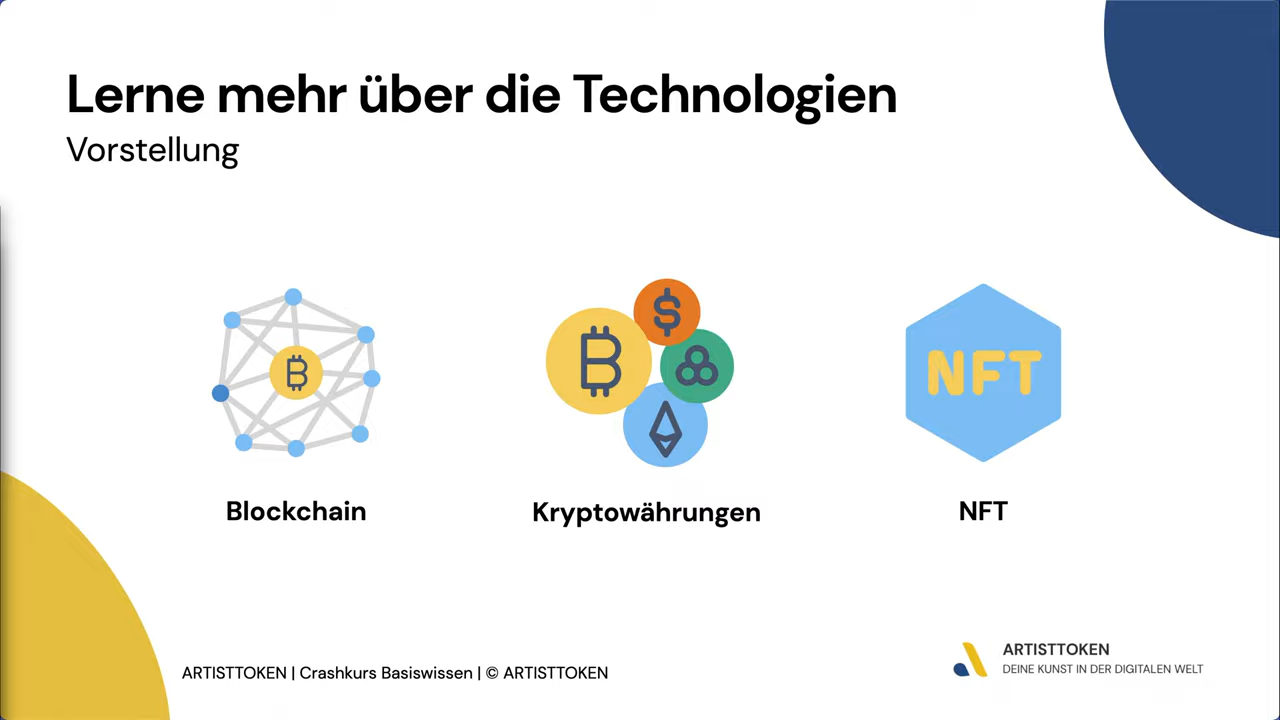 Lerne mehr über die Technologien
Vorstellung
NFT
Blockchain
Kryptowährungen
NFT
ARTISTTOKEN | Crashkurs Basiswissen | © ARTISTTOKEN
ARTISTTOKEN
DEINE KUNST IN DER DIGITALEN WELT